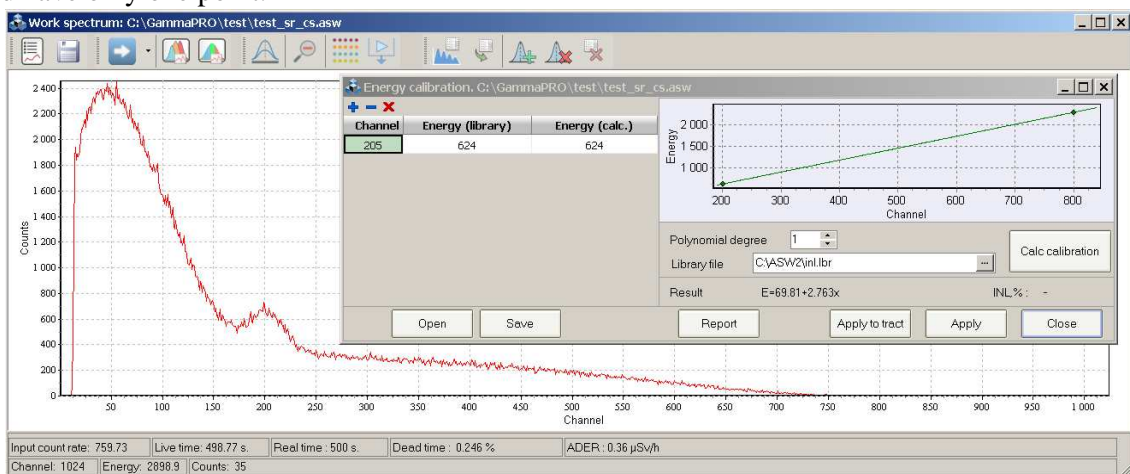 Work spectrum: C:\GammaPRO\test\test_sr_cs.asw
Energy calibration. C:\GammaPRO\test\test_sr_cs.asw
Channel Energy (library) Energy (calc.)
205 624 624
2 000
1 500
1 000
Energy
200 300 400 500 600 700 800
Channel
Polynomial degree 1
Library file C:\ASW2\inl.lbr ...
Calc calibration
Result E=69.81+2.763x INL% : -
Open Save Report Apply to tract Apply Close
2 400
2 200
2 000
1 800
1 600
1 400
1 200
1 000
800
600
400
200
0
Counts
50 100 150 200 250 300 350 400 450 500 550 600 650 700 750 800 850 900 950 1 000
Channel
Input count rate: 759.73 Live time: 498.77 s. Real time : 500 s. Dead time : 0.246 % ADER : 0.36 µSv/h
Channel: 1024 Energy: 2898.9 Counts: 35